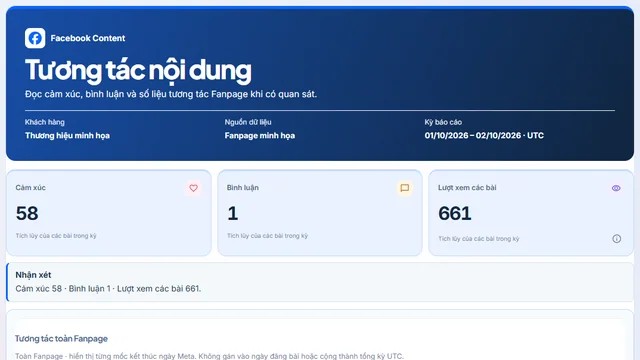 Facebook Content
Tương tác nội dung
Đọc cảm xúc, bình luận và số liệu tương tác Fanpage khi có quan sát.
Khách hàng
Nguồn dữ liệu
Kỳ báo cáo
Thương hiệu minh họa
Fanpage minh họa
01/10/2026 – 02/10/2026 · UTC
Cảm xúc
Bình luận
Lượt xem các bài
58
1
661
Tích lũy của các bài trong kỳ
Tích lũy của các bài trong kỳ
Tích lũy của các bài trong kỳ
Nhận xét
Cảm xúc 58 · Bình luận 1 · Lượt xem các bài 661.
Tương tác toàn Fanpage
Toàn Fanpage · hiển thị từng mốc kết thúc ngày Meta. Không gán vào ngày đăng bài hoặc cộng thành tổng kỳ UTC.